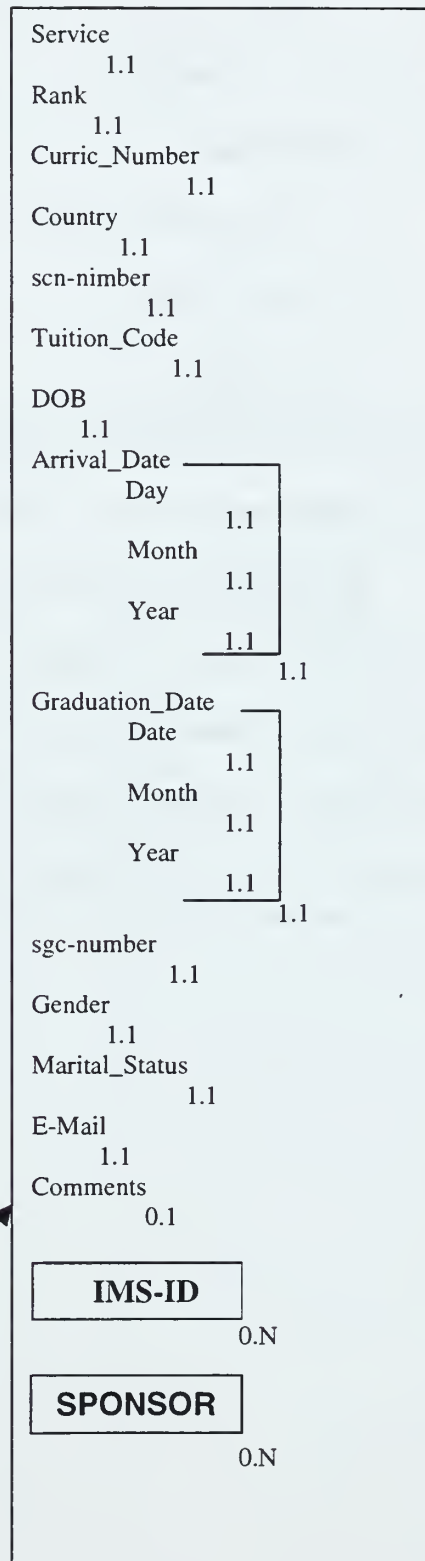 Service
1.1
Rank
1.1
Curric_Number
1.1
Country
1.1
scn-nimber
1.1
Tuition_Code
1.1
DOB
1.1
Arrival_Date
Day
1.1
Month
1.1
Year
1.1
1.1
Graduation_Date
Date
1.1
Month
1.1
Year
1.1
1.1
sgc-number
1.1
Gender
1.1
Marital_Status
1.1
E-Mail
1.1
Comments
0.1
IMS-ID
0.N
SPONSOR
0.N